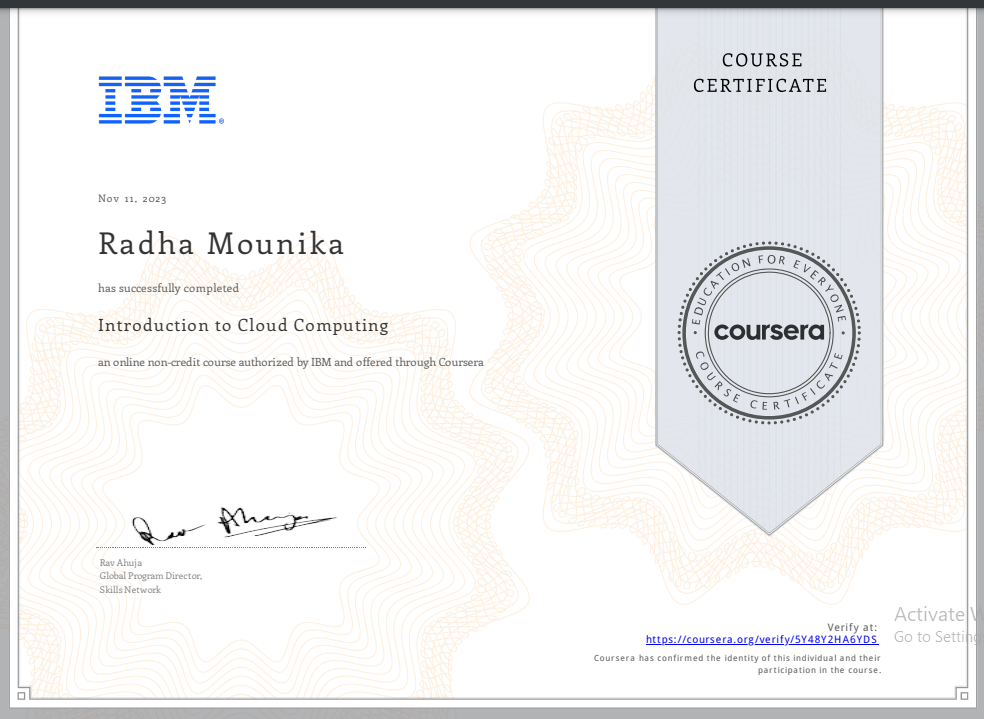 COURSE
CERTIFICATE
IBM®
Nov 11, 2023
Radha Mounika
has successfully completed
Introduction to Cloud Computing
an online non-credit course authorized by IBM and offered through Coursera
EDUCATION FOR EVERYONE
coursera
COURSE CERTIFICATE
Rav Ahuja
Rav Ahuja
Global Program Director,
Skills Network
Verify at:
https://coursera.org/verify/5Y48Y2HA6YDS
Coursera has confirmed the identity of this individual and their
participation in the course.
Activate W
Go to Setting